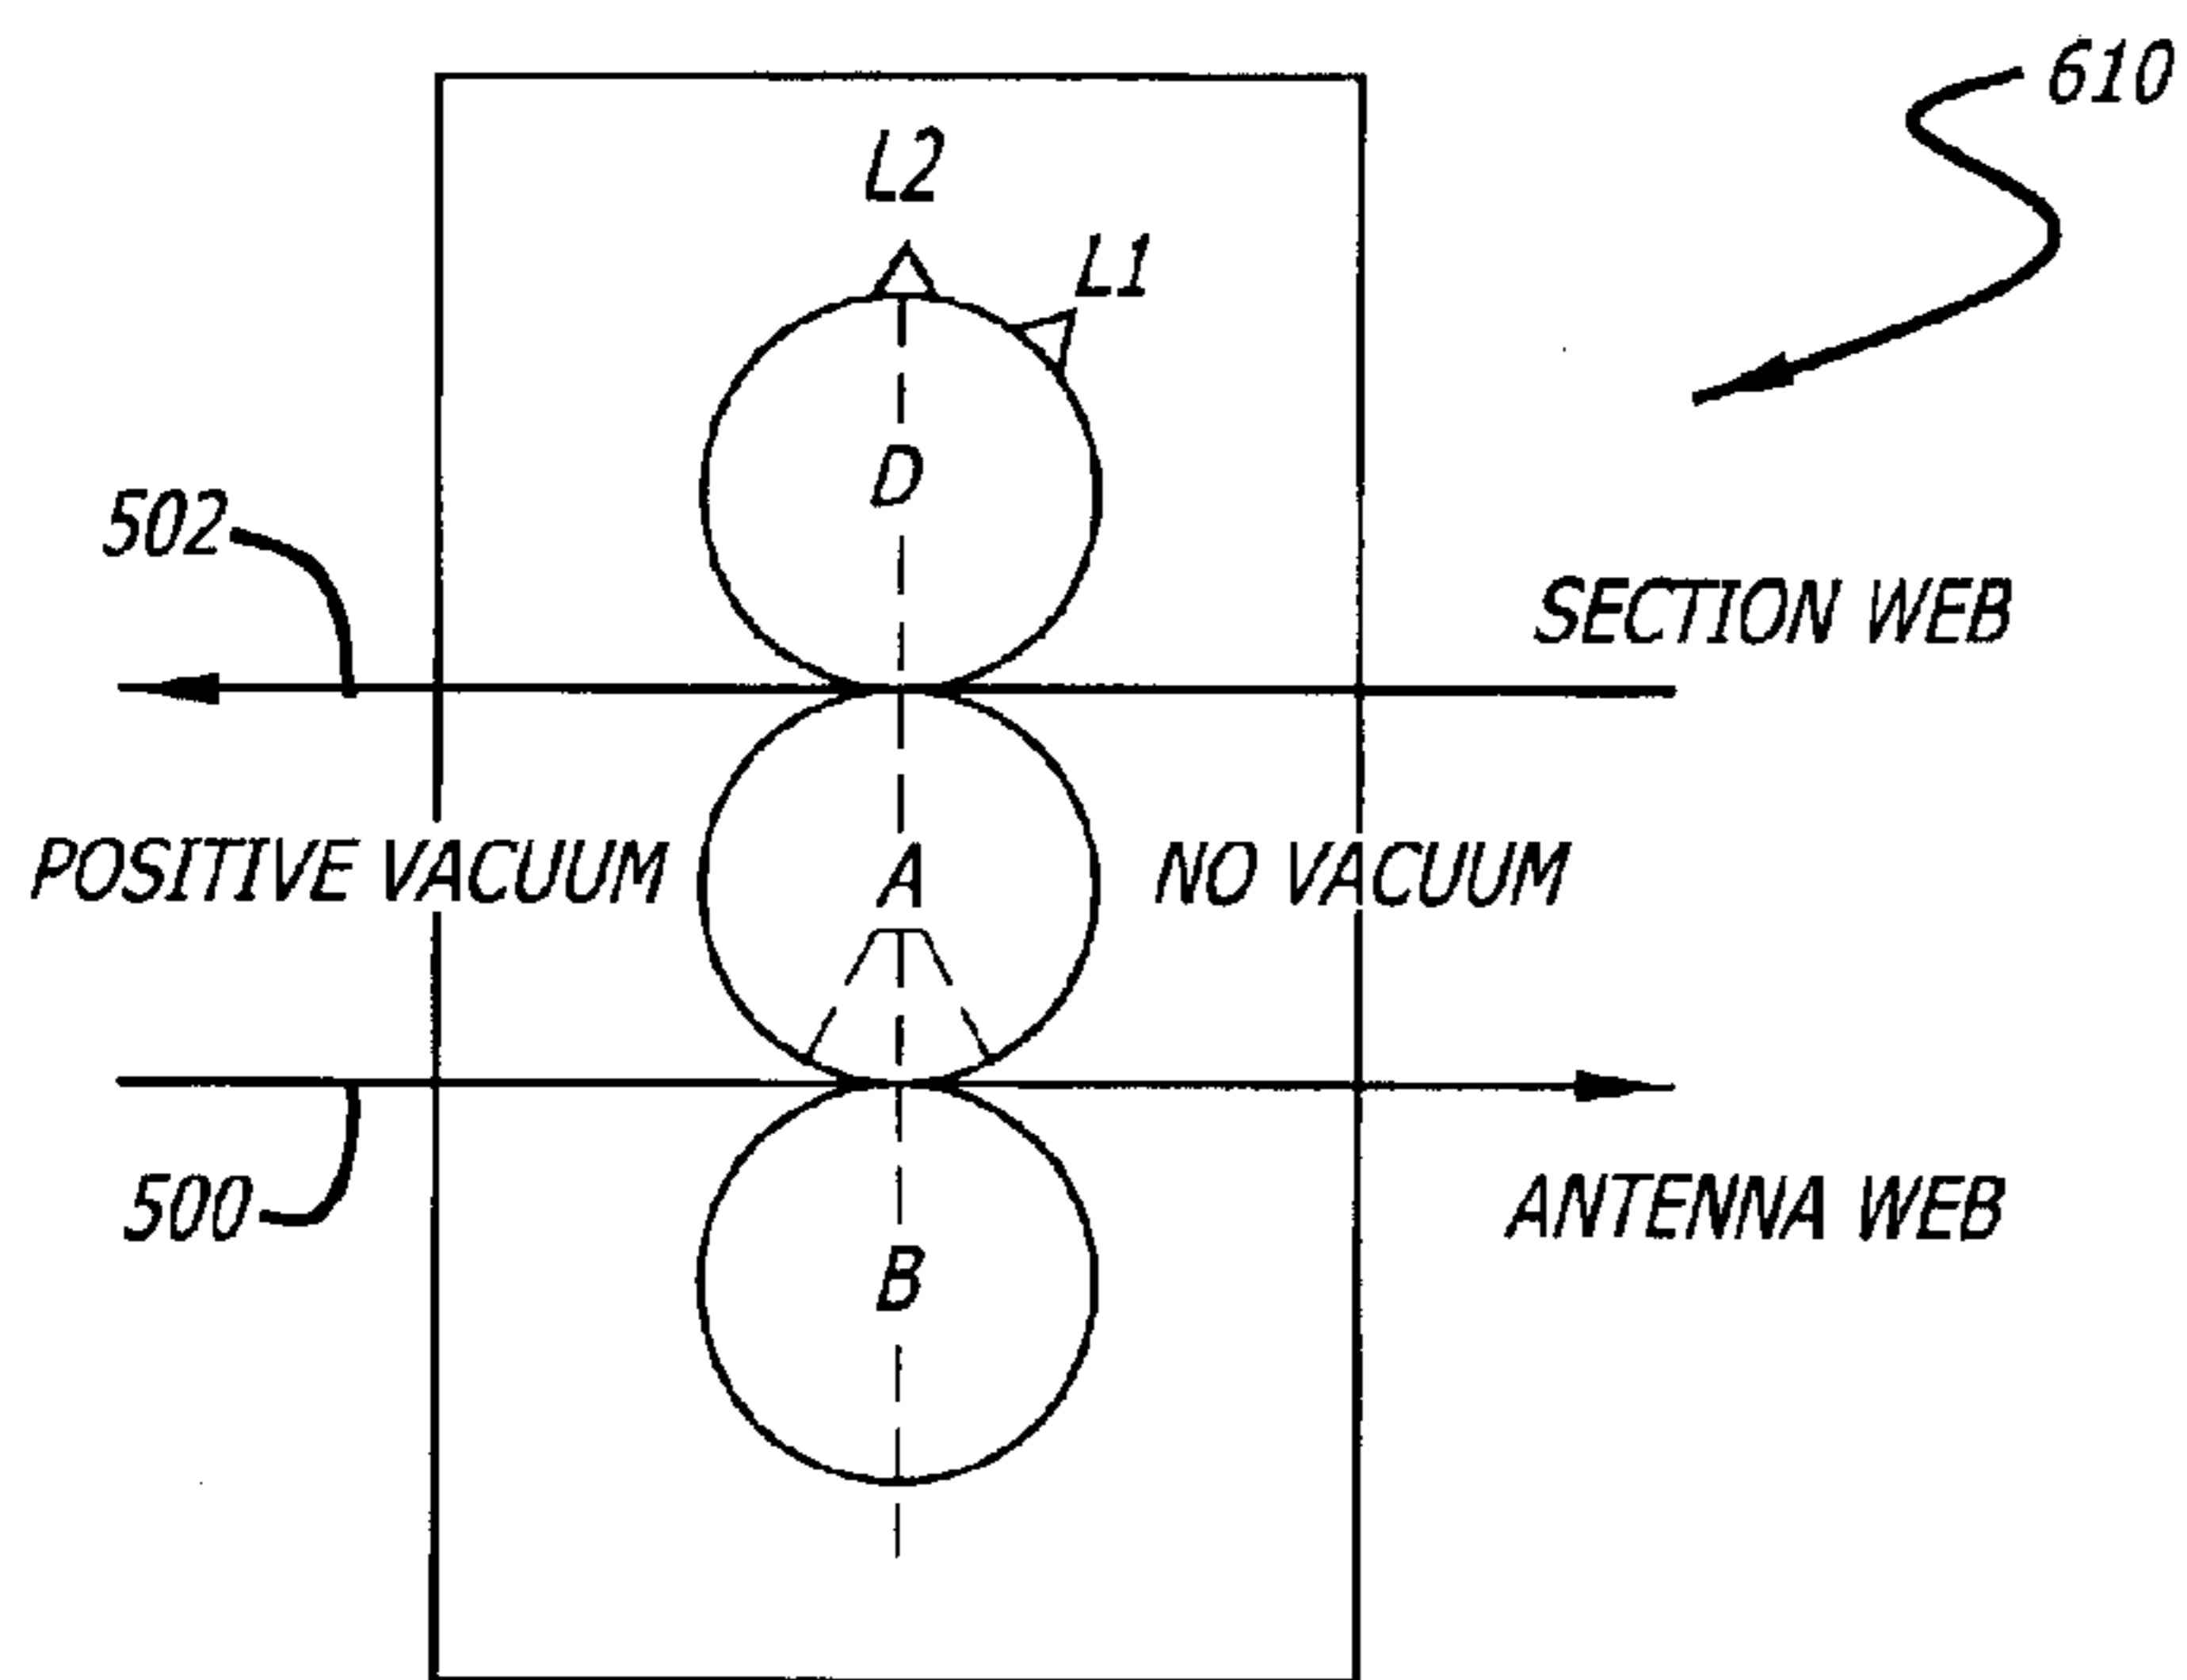 610
L2
L1
D
502
SECTION WEB
POSITIVE VACUUM
A
NO VACUUM
500
ANTENNA WEB
B